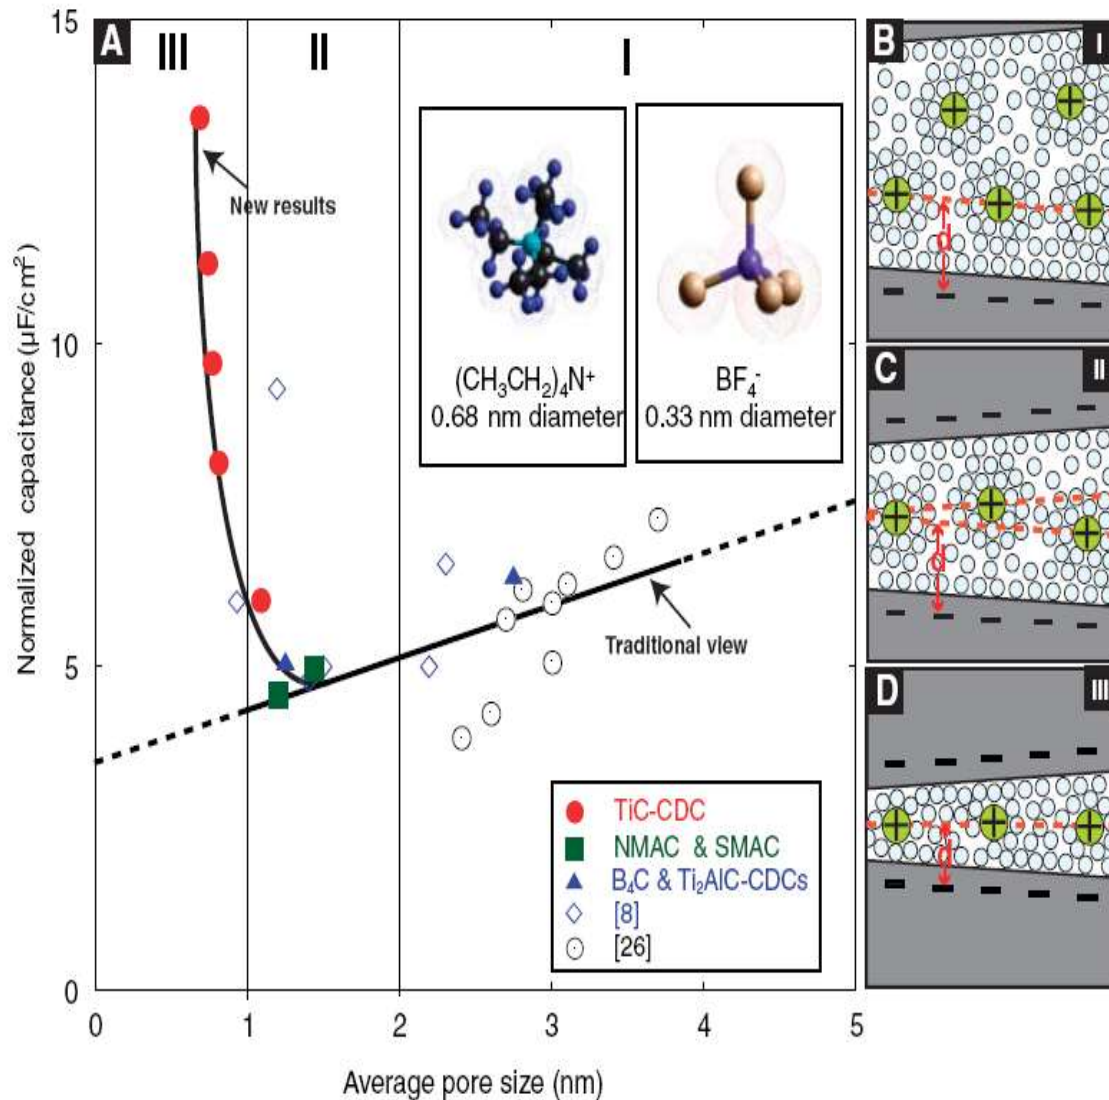 A
III
II
I
New results
(CH₃CH₂)₄N⁺
0.68 nm diameter
BF₄⁻
0.33 nm diameter
Traditional view
TiC-CDC
NMAC & SMAC
B₄C & Ti₂AlC-CDCs
[8]
[26]
15
10
5
0
0
1
2
3
4
5
Normalized capacitance (µF/cm²)
Average pore size (nm)
B
I
d
C
II
d
D
III
d